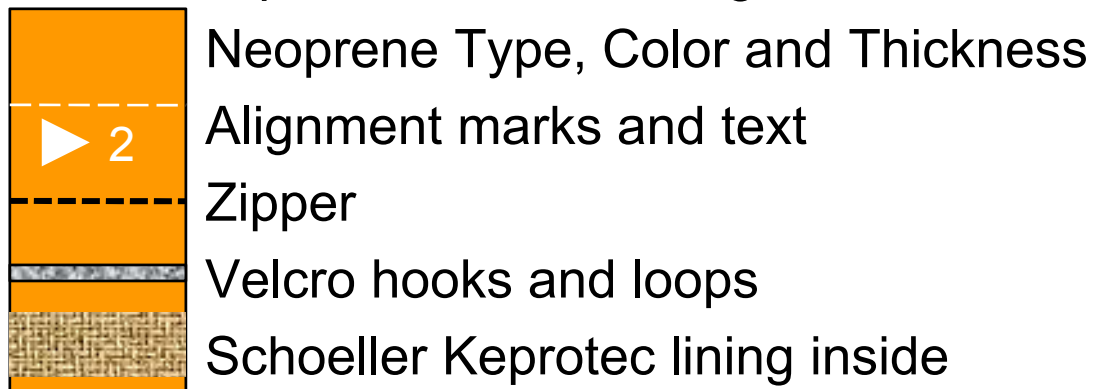 Neoprene Type, Color and Thickness
Alignment marks and text
2
Zipper
Velcro hooks and loops
Schoeller Keprotec lining inside